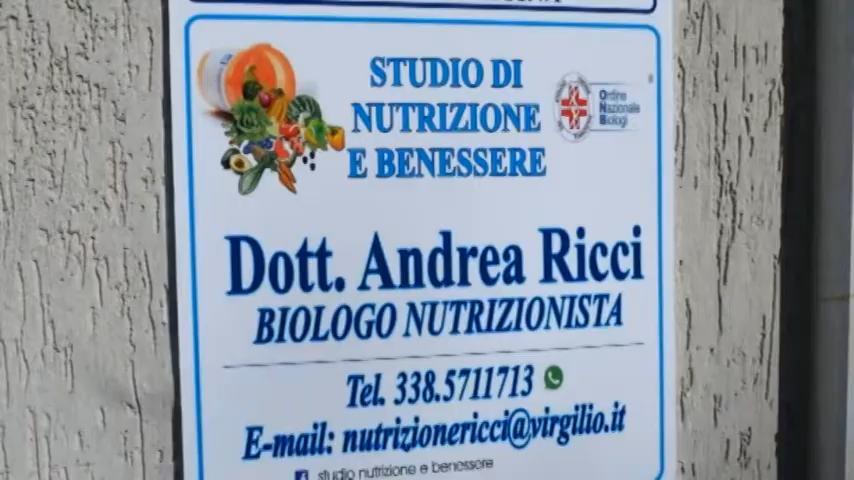 STUDIO DI
NUTRIZIONE
E BENESSERE
Ordine
Nazionale
Biologi
Dott. Andrea Ricci
BIOLOGO NUTRIZIONISTA
Tel. 338.5711713
E-mail: nutrizionericci@virgilio.it
studio nutrizione e benessere